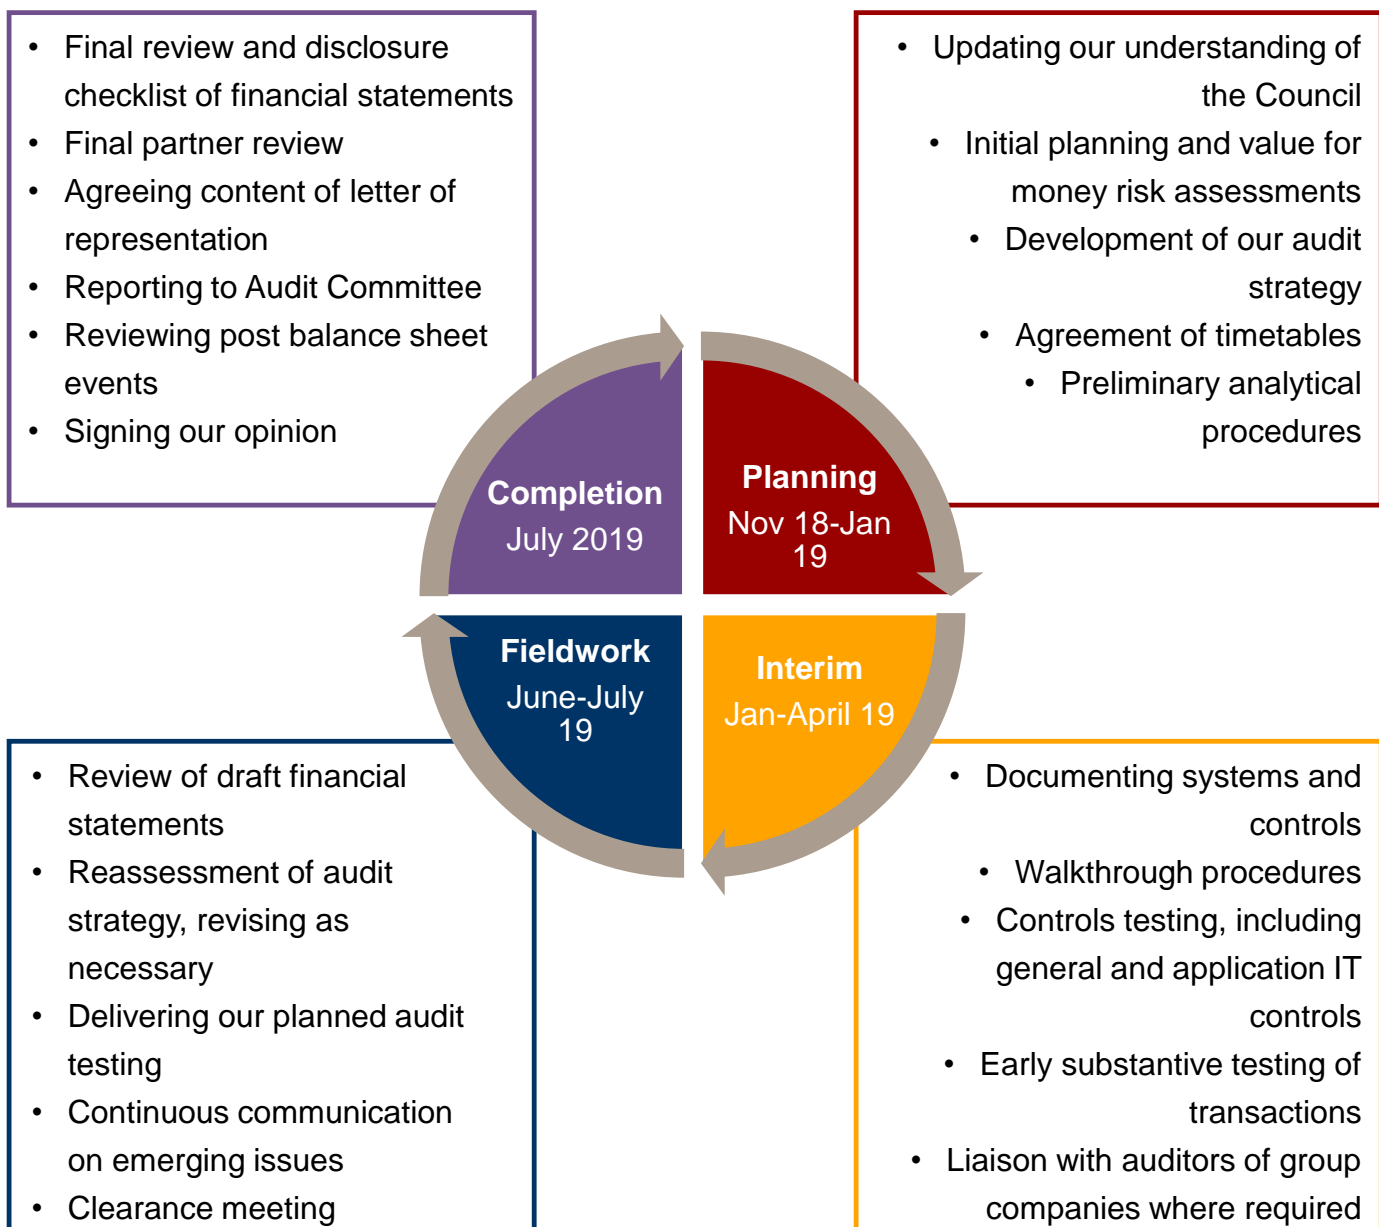 • Final review and disclosure
checklist of financial statements
• Final partner review
• Agreeing content of letter of
representation
• Reporting to Audit Committee
• Reviewing post balance sheet
events
• Signing our opinion
• Updating our understanding of
the Council
• Initial planning and value for
money risk assessments
• Development of our audit
strategy
• Agreement of timetables
• Preliminary analytical
procedures
Completion
July 2019
Planning
Nov 18-Jan
19
Fieldwork
June-July
19
Interim
Jan-April 19
• Review of draft financial
statements
• Reassessment of audit
strategy, revising as
necessary
• Delivering our planned audit
testing
• Continuous communication
on emerging issues
• Clearance meeting
• Documenting systems and
controls
• Walkthrough procedures
• Controls testing, including
general and application IT
controls
• Early substantive testing of
transactions
• Liaison with auditors of group
companies where required